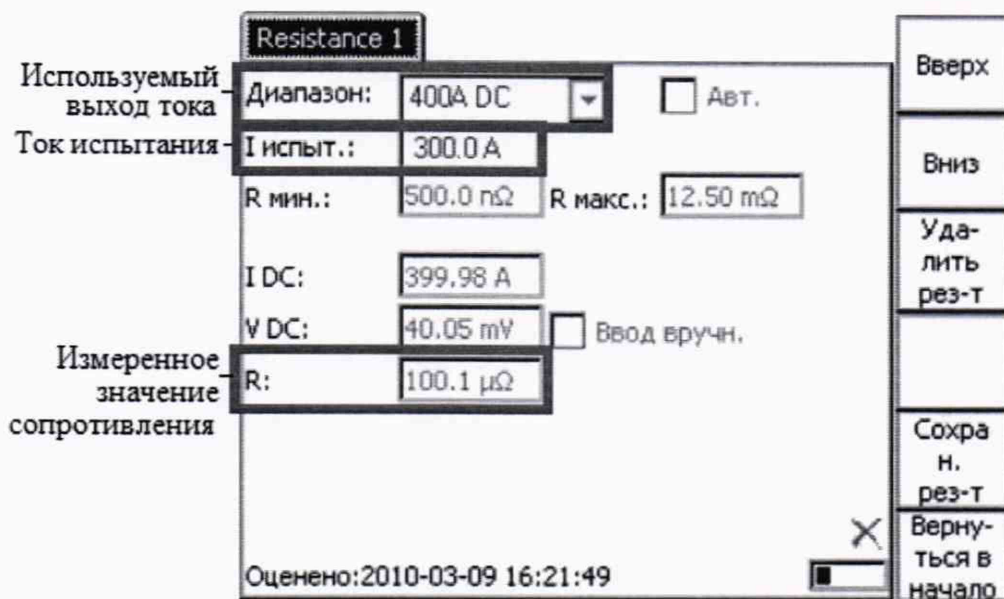 Resistance 1
Используемый
выход тока
Диапазон: 400A DC Авт.
Ток испытания
I испыт.: 300.0 A
R мин.: 500.0 nΩ R макс.: 12.50 mΩ
I DC: 399.98 A
V DC: 40.05 mV Ввод вручн.
Измеренное
значение
сопротивления
R: 100.1 µΩ
Оценено:2010-03-09 16:21:49
Вверх
Вниз
Уда-
лить
рез-т
Сохра
н.
рез-т
Верну-
ться в
начало